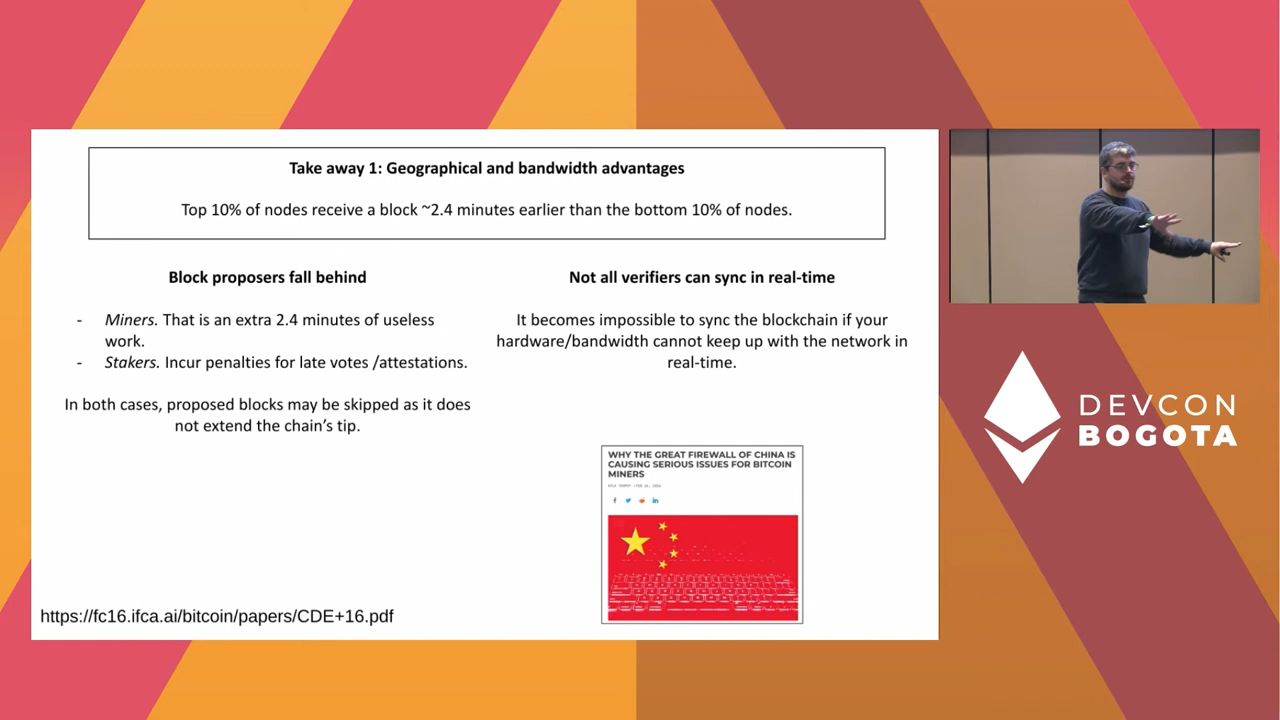 Take away 1: Geographical and bandwidth advantages
Top 10% of nodes receive a block ~2.4 minutes earlier than the bottom 10% of nodes.
Block proposers fall behind
- Miners. That is an extra 2.4 minutes of useless
work.
- Stakers. Incur penalties for late votes /attestations.
In both cases, proposed blocks may be skipped as it does
not extend the chain's tip.
Not all verifiers can sync in real-time
It becomes impossible to sync the blockchain if your
hardware/bandwidth cannot keep up with the network in
real-time.
WHY THE GREAT FIREWALL OF CHINA IS
CAUSING SERIOUS ISSUES FOR BITCOIN
MINERS
https://fc16.ifca.ai/bitcoin/papers/CDE+16.pdf
DEVCON
BOGOTA